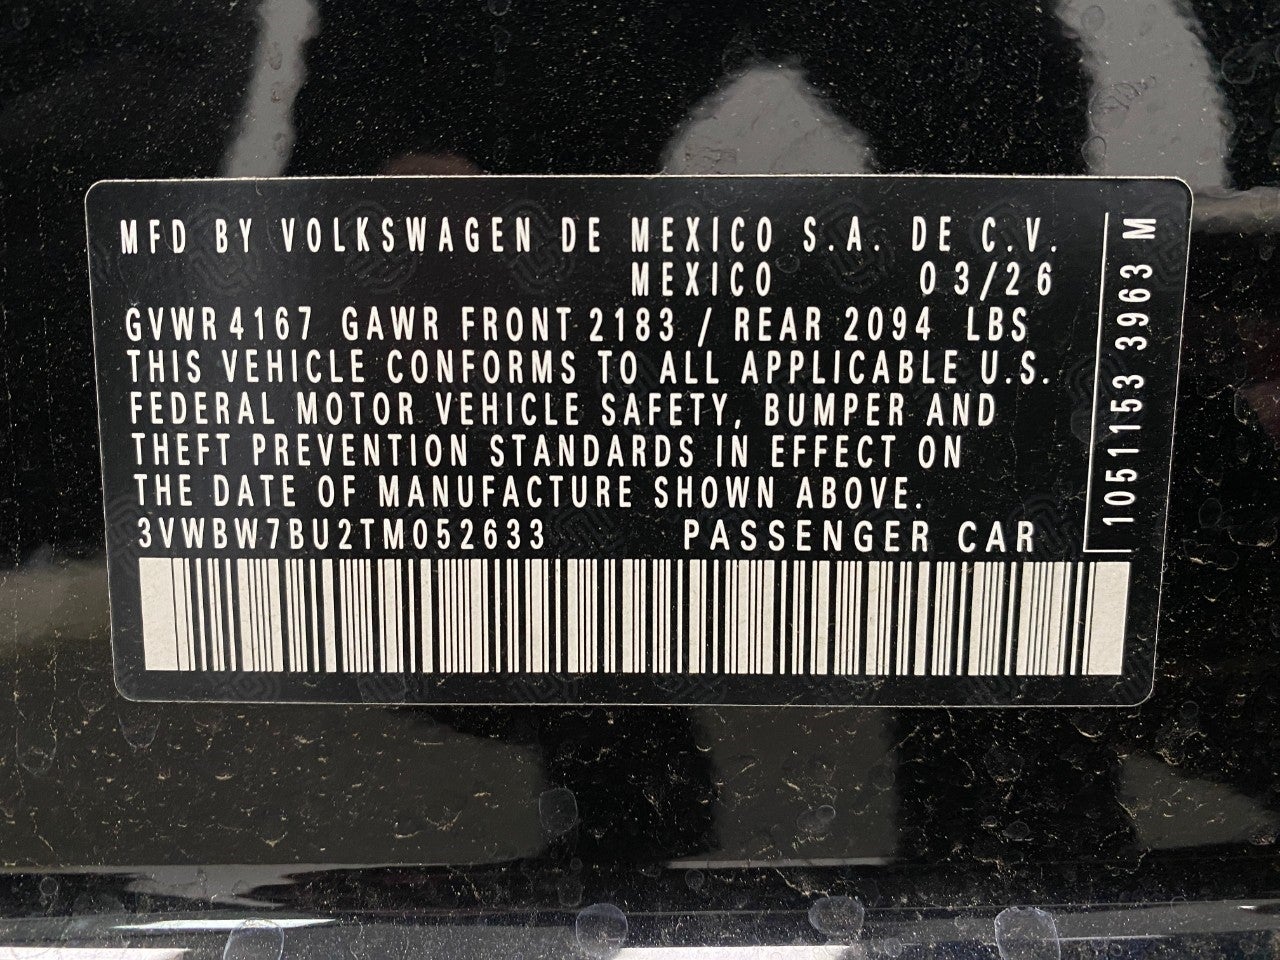 MFD BY VOLKSWAGEN DE MEXICO S.A. DE C.V.
MEXICO 03/26
GVWR 4167 GAWR FRONT 2183 / REAR 2094 LBS
THIS VEHICLE CONFORMS TO ALL APPLICABLE U.S.
FEDERAL MOTOR VEHICLE SAFETY, BUMPER AND
THEFT PREVENTION STANDARDS IN EFFECT ON
THE DATE OF MANUFACTURE SHOWN ABOVE.
3VWBW7BU2TM052633 PASSENGER CAR
1051153 3963 M